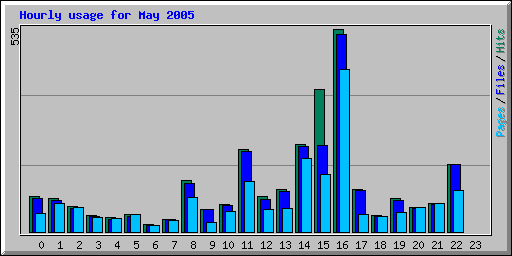 Hourly usage for May 2005
535
Pages / Files / Hits
0 1 2 3 4 5 6 7 8 9 10 11 12 13 14 15 16 17 18 19 20 21 22 23